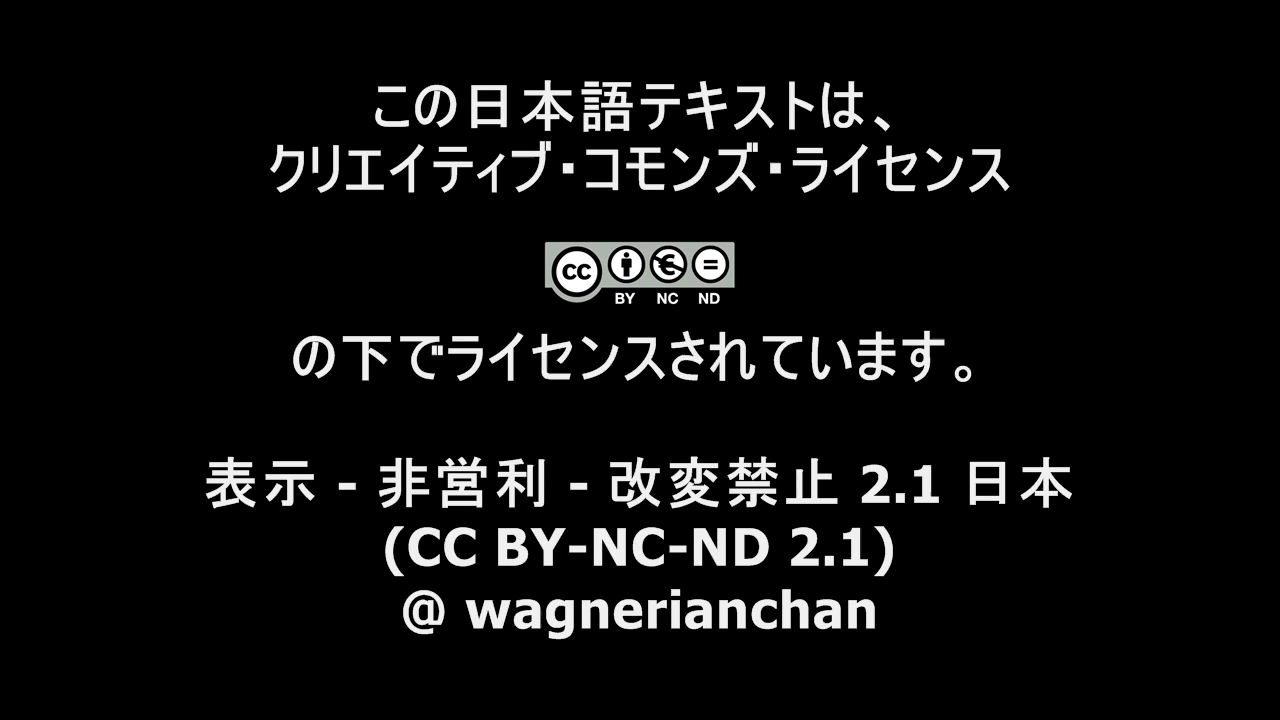 この日本語テキストは、
クリエイティブ・コモンズ・ライセンス
cc
BY NC ND
の下でライセンスされています。
表示 - 非営利 - 改変禁止 2.1 日本
(CC BY-NC-ND 2.1)
@ wagnerianchan